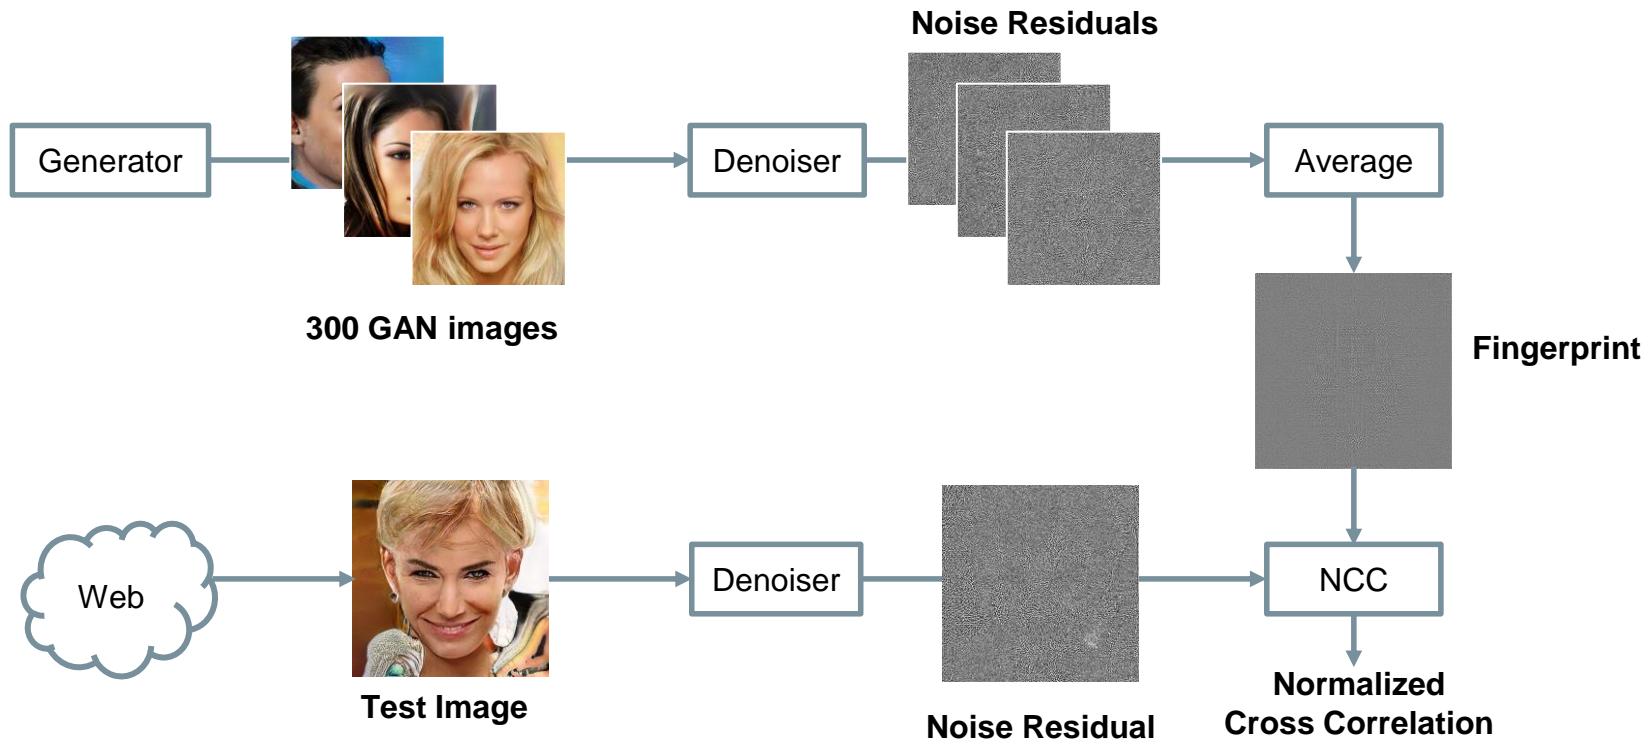 Noise Residuals
Generator
Denoiser
Average
300 GAN images
Fingerprint
Web
Denoiser
NCC
Test Image
Noise Residual
Normalized
Cross Correlation